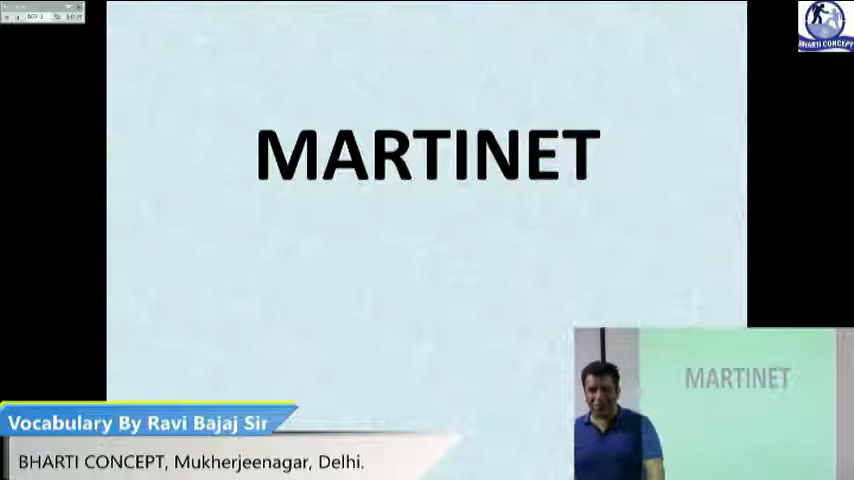 BHARTI CONCEPT
MARTINET
MARTINET
Vocabulary By Ravi Bajaj Sir
BHARTI CONCEPT, Mukherjeenagar, Delhi.